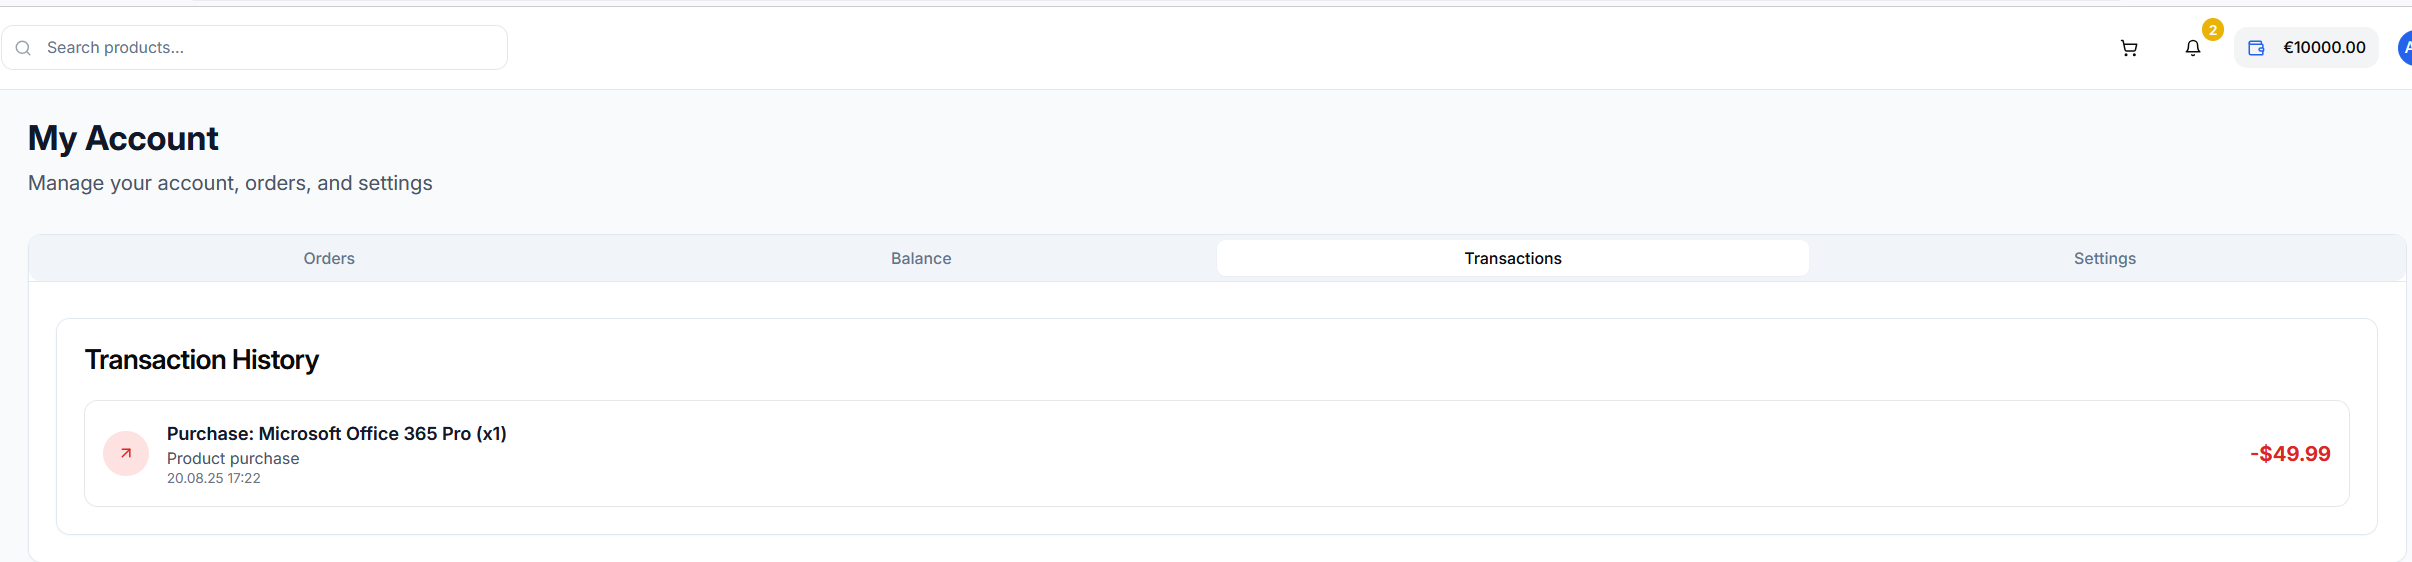 Search products...
2
€10000.00
A
My Account
Manage your account, orders, and settings
Orders
Balance
Transactions
Settings
Transaction History
Purchase: Microsoft Office 365 Pro (x1)
Product purchase
20.08.25 17:22
-$49.99